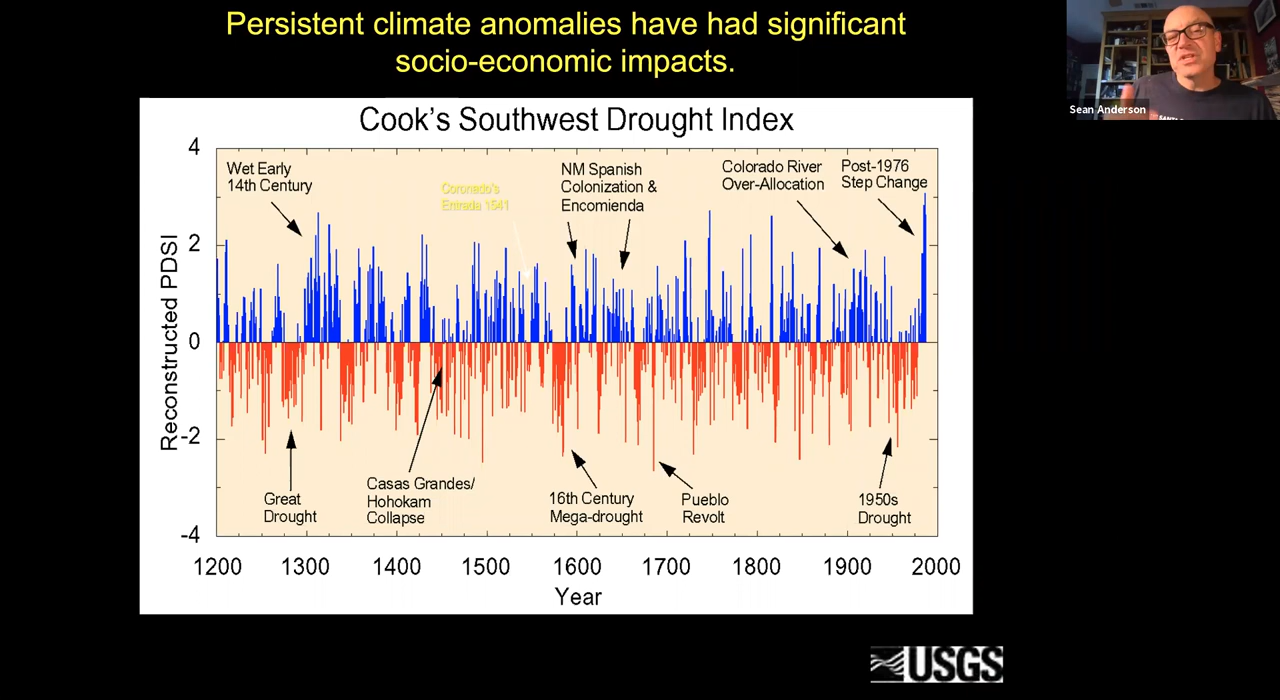 Persistent climate anomalies have had significant
socio-economic impacts.
Sean Anderson
Cook's Southwest Drought Index
Reconstructed PDSI
4
2
0
-2
-4
Wet Early
14th Century
Coronado's
Entrada 1541
NM Spanish
Colonization &
Encomienda
Colorado River
Over-Allocation
Post-1976
Step Change
Great
Drought
Casas Grandes/
Hohokam
Collapse
16th Century
Mega-drought
Pueblo
Revolt
1950s
Drought
1200 1300 1400 1500 1600 1700 1800 1900 2000
Year
USGS